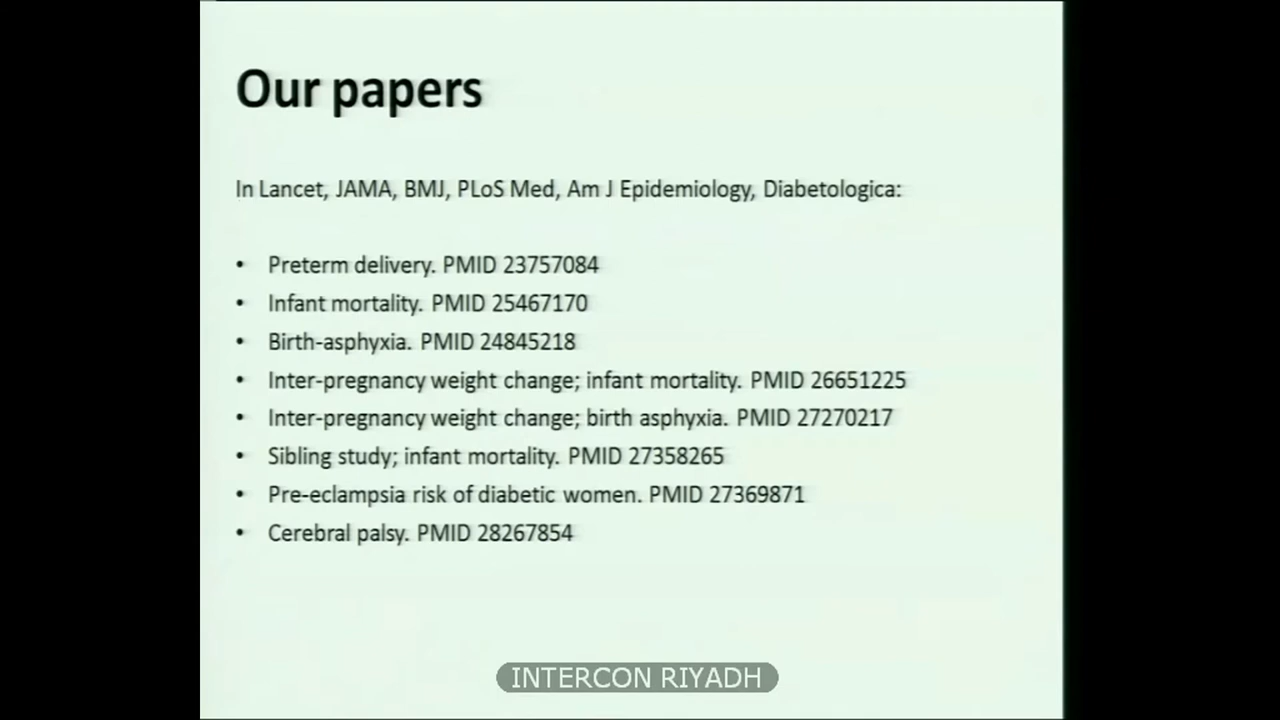 Our papers
In Lancet, JAMA, BMJ, PLoS Med, Am J Epidemiology, Diabetologica:
• Preterm delivery. PMID 23757084
• Infant mortality. PMID 25467170
• Birth-asphyxia. PMID 24845218
• Inter-pregnancy weight change; infant mortality. PMID 26651225
• Inter-pregnancy weight change; birth asphyxia. PMID 27270217
• Sibling study; infant mortality. PMID 27358265
• Pre-eclampsia risk of diabetic women. PMID 27369871
• Cerebral palsy. PMID 28267854
INTERCON RIYADH